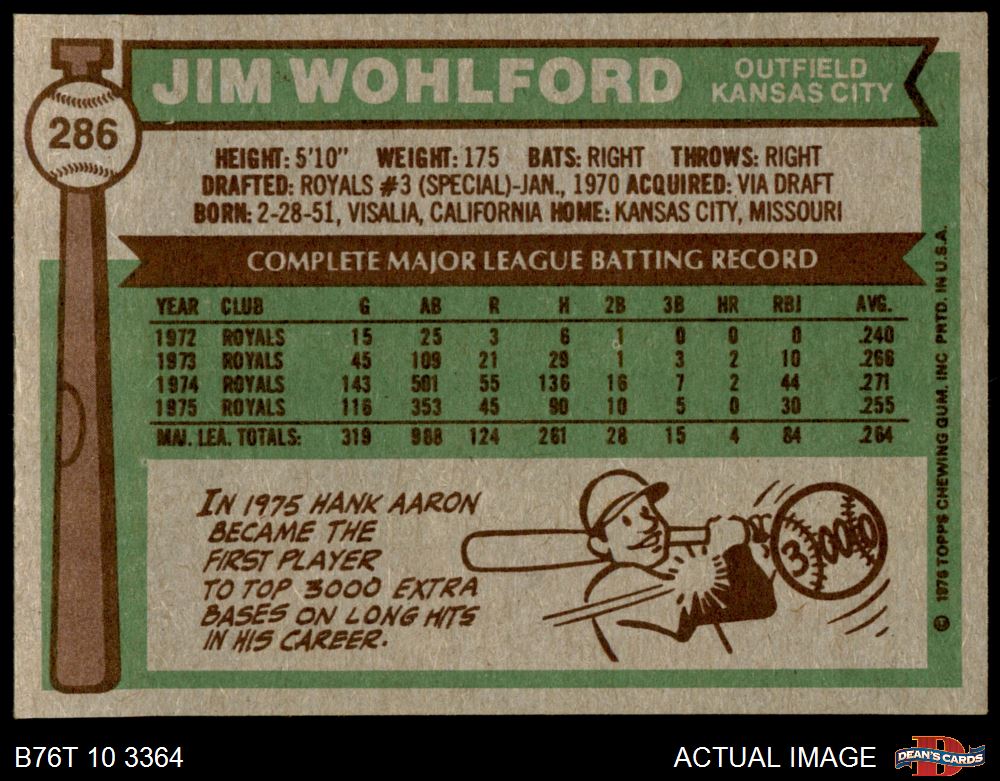 JIM WOHLFORD
OUTFIELD
KANSAS CITY
286
HEIGHT: 5'10" WEIGHT: 175 BATS: RIGHT THROWS: RIGHT
DRAFTED: ROYALS #3 (SPECIAL)-JAN., 1970 ACQUIRED: VIA DRAFT
BORN: 2-28-51, VISALIA, CALIFORNIA HOME: KANSAS CITY, MISSOURI
COMPLETE MAJOR LEAGUE BATTING RECORD
YEAR CLUB G AB R H 2B 3B HR RBI AVG.
1972 ROYALS 15 25 3 6 1 0 0 0 .240
1973 ROYALS 45 109 21 29 1 3 2 10 .266
1974 ROYALS 143 501 55 136 16 7 2 44 .271
1975 ROYALS 116 353 45 90 10 5 0 30 .255
MAJ. LEA. TOTALS: 319 988 124 261 28 15 4 84 .264
IN 1975 HANK AARON
BECAME THE
FIRST PLAYER
TO TOP 3000 EXTRA
BASES ON LONG HITS
IN HIS CAREER.
3,000
© 1976 TOPPS CHEWING GUM, INC. PRTD. IN U.S.A.
B76T 10 3364
ACTUAL IMAGE
D
DEAN'S CARDS